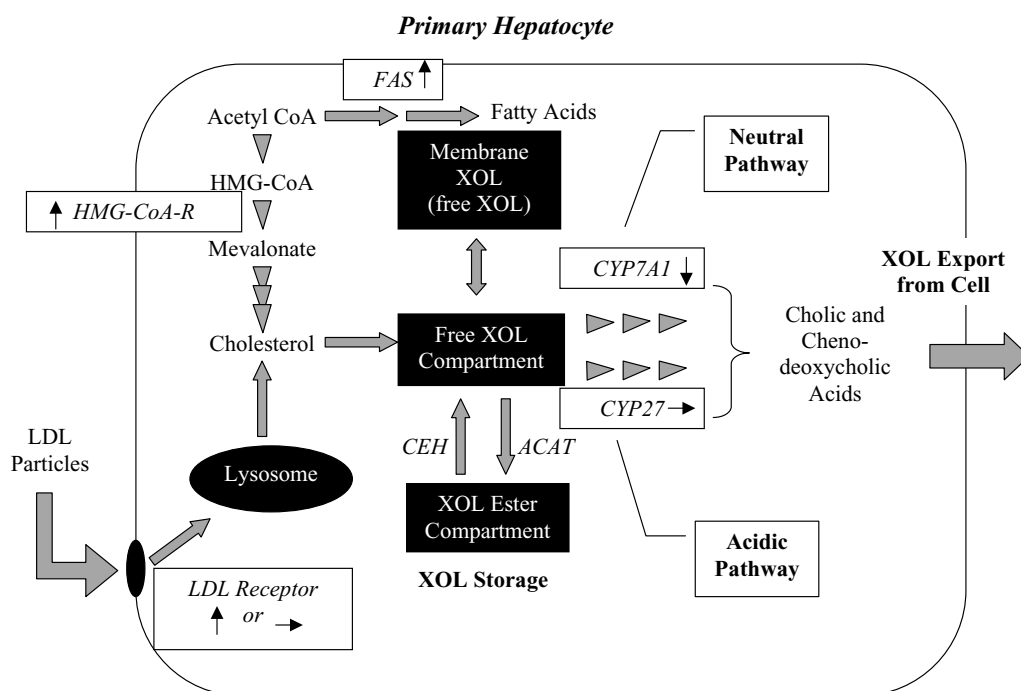 Primary Hepatocyte
FAS
Acetyl CoA
Fatty Acids
Membrane
XOL
(free XOL)
Neutral
Pathway
HMG-CoA
HMG-CoA-R
Mevalonate
CYP7A1
XOL Export
from Cell
Cholesterol
Free XOL
Compartment
Cholic and
Cheno-
deoxycholic
Acids
CYP27
CEH
ACAT
LDL
Particles
Lysosome
XOL Ester
Compartment
XOL Storage
Acidic
Pathway
LDL Receptor
or